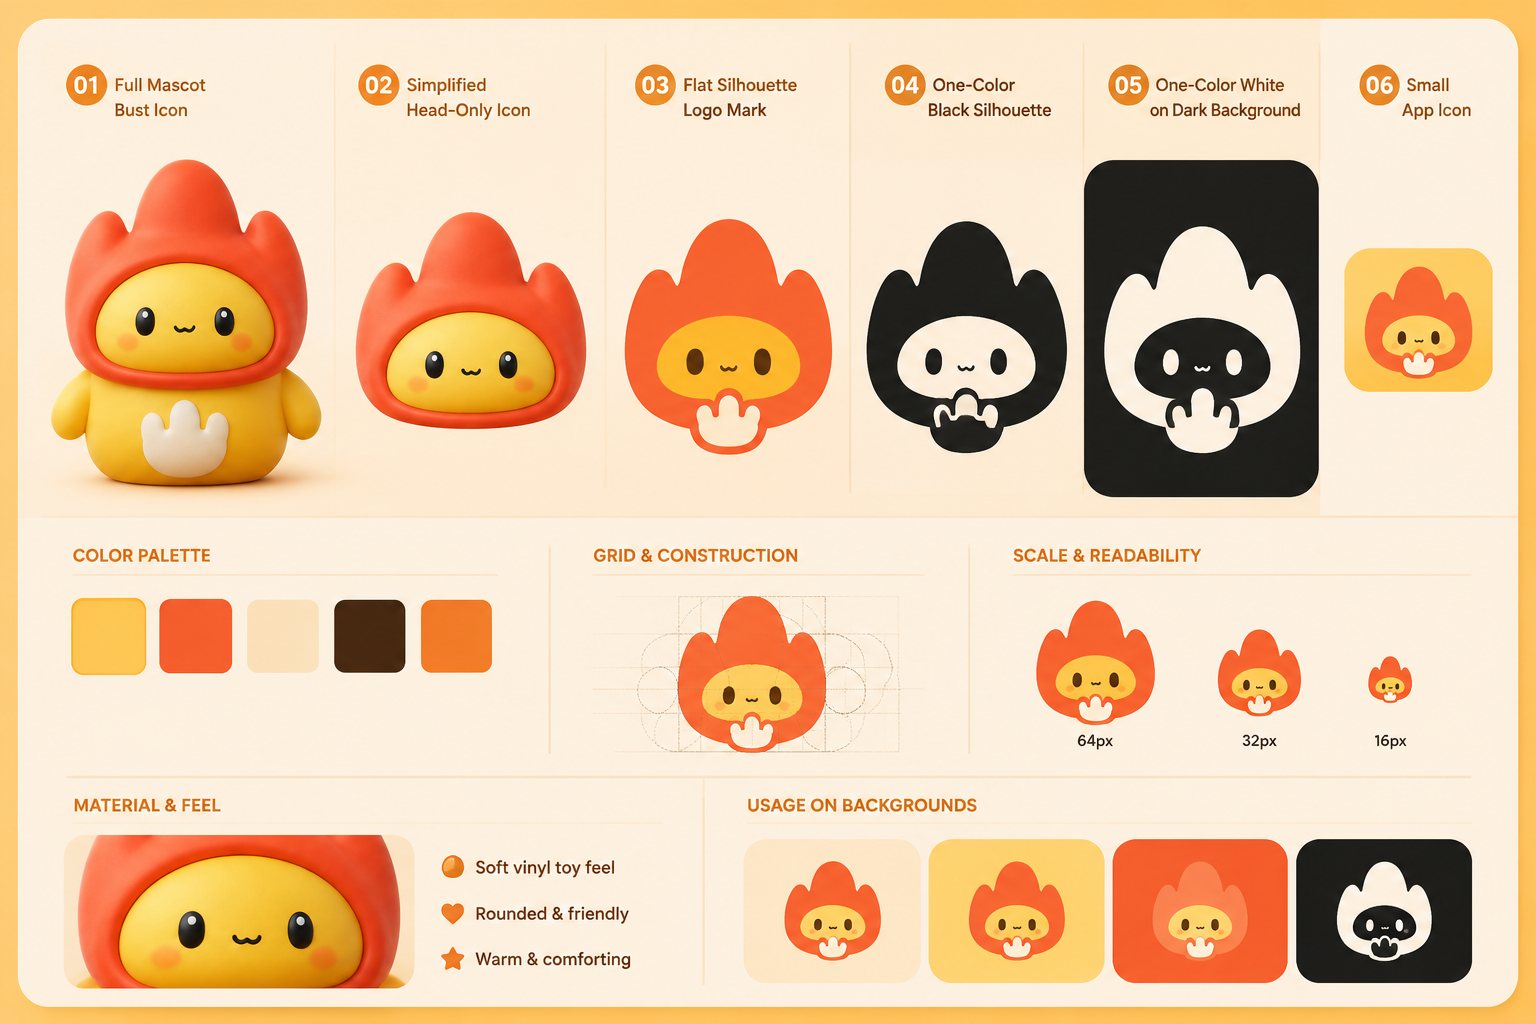 01 Full Mascot
Bust Icon
02 Simplified
Head-Only Icon
03 Flat Silhouette
Logo Mark
04 One-Color
Black Silhouette
05 One-Color White
on Dark Background
06 Small
App Icon
COLOR PALETTE
GRID & CONSTRUCTION
SCALE & READABILITY
64px
32px
16px
MATERIAL & FEEL
Soft vinyl toy feel
Rounded & friendly
Warm & comforting
USAGE ON BACKGROUNDS